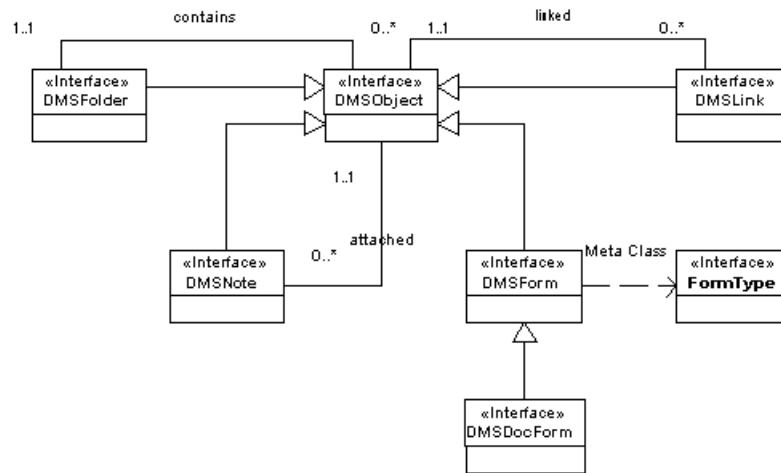 contains
linked
1..1
0..*
1..1
0..*
«Interface»
DMSFolder
«Interface»
DMSObject
«Interface»
DMSLink
1..1
0..*
attached
«Interface»
DMSNote
«Interface»
DMSForm
Meta Class
«Interface»
FormType
«Interface»
DMSDocForm